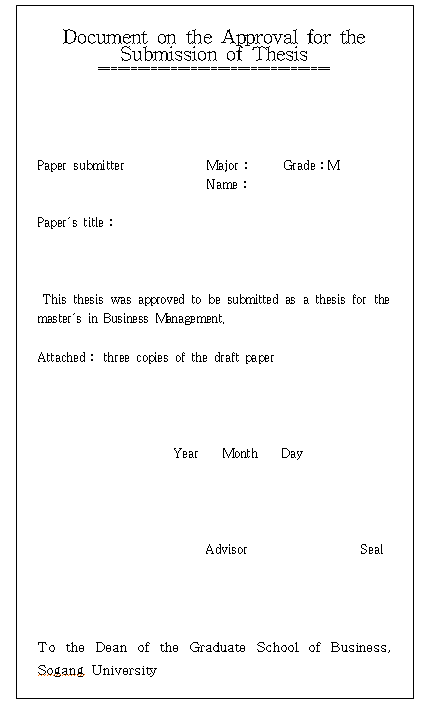 Document on the Approval for the
Submission of Thesis
Paper submitter Major : Grade : M
Name :
Paper´s title :
This thesis was approved to be submitted as a thesis for the
master´s in Business Management.
Attached : three copies of the draft paper
Year Month Day
Advisor Seal
To the Dean of the Graduate School of Business,
Sogang University